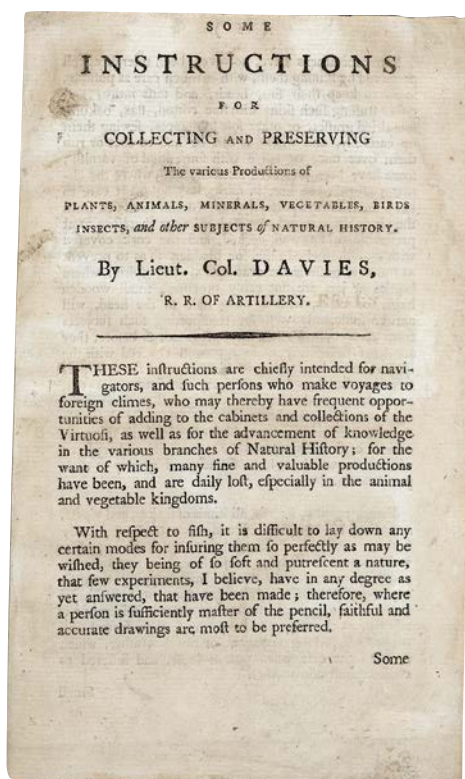 SOME
INSTRUCTIONS
FOR
COLLECTING AND PRESERVING
The various Productions of
PLANTS, ANIMALS, MINERALS, VEGETABLES, BIRDS
INSECTS, and other SUBJECTS of NATURAL HISTORY.
By Lieut. Col. DAVIES,
R. R. OF ARTILLERY.
THESE inſtructions are chiefly intended for navi-
gators, and ſuch perſons who make voyages to
foreign climes, who may thereby have frequent oppor-
tunities of adding to the cabinets and collections of the
Virtuoſi, as well as for the advancement of knowledge
in the various branches of Natural Hiſtory; for the
want of which, many fine and valuable productions
have been, and are daily loſt, eſpecially in the animal
and vegetable kingdoms.
With reſpect to fiſh, it is difficult to lay down any
certain modes for inſuring them ſo perfectly as may be
wiſhed, they being of ſo ſoft and putreſcent a nature,
that few experiments, I believe, have in any degree as
yet anſwered, that have been made; therefore, where
a perſon is ſufficiently maſter of the pencil, faithful and
accurate drawings are moſt to be preferred.
Some